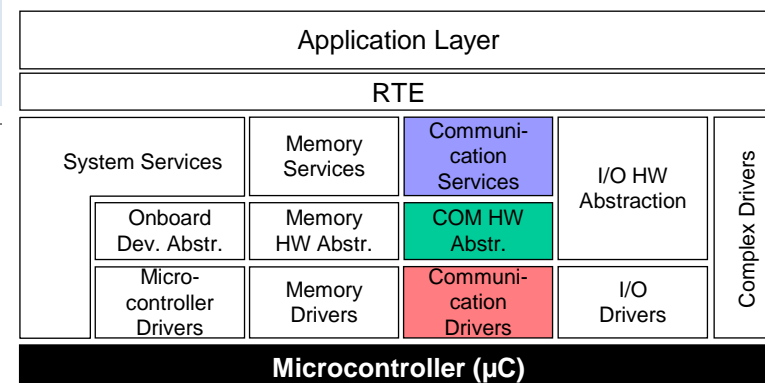 Application Layer
RTE
System Services
Memory
Services
Communi-
cation
Services
I/O HW
Abstraction
Complex Drivers
Onboard
Dev. Abstr.
Memory
HW Abstr.
COM HW
Abstr.
Micro-
controller
Drivers
Memory
Drivers
Communi-
cation
Drivers
I/O
Drivers
Microcontroller (µC)